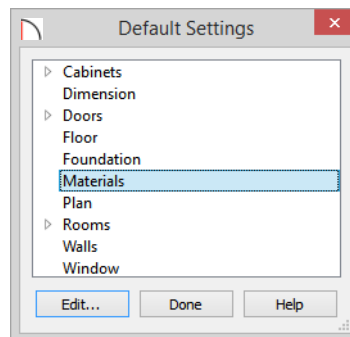 Default Settings
Cabinets
Dimension
Doors
Floor
Foundation
Materials
Plan
Rooms
Walls
Window
Edit... Done Help